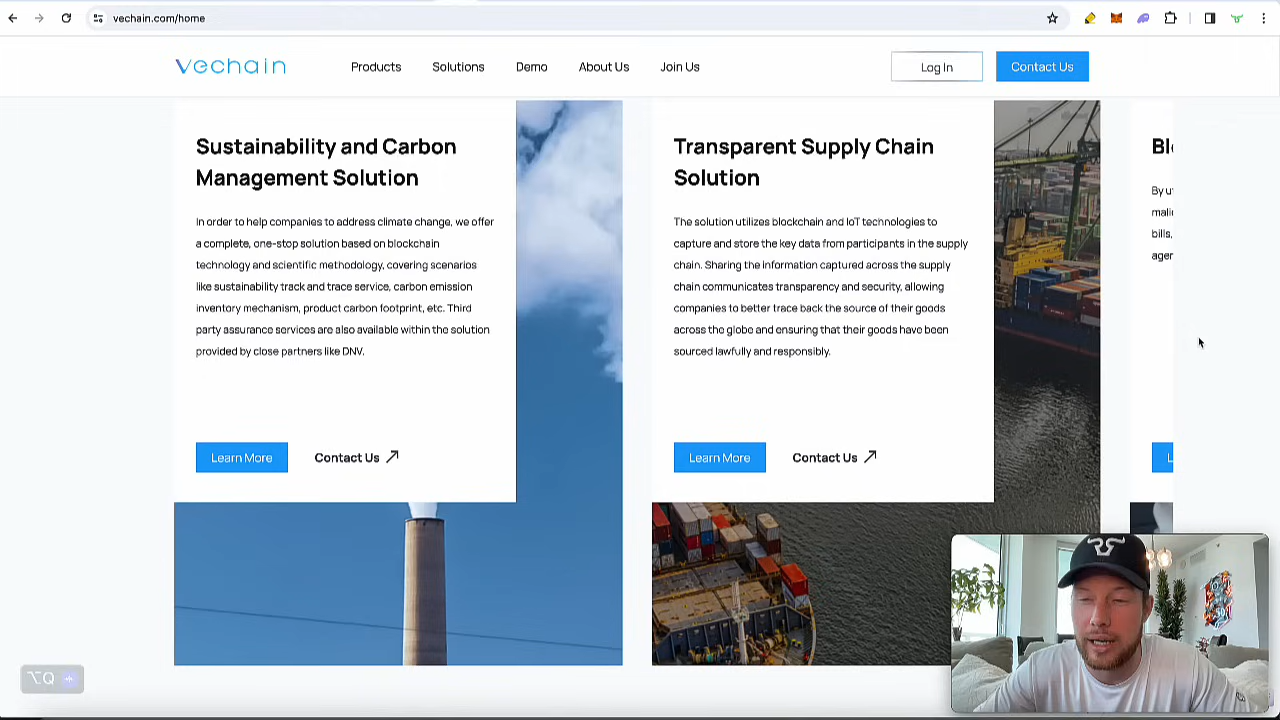 vechain.com/home
vechain
Products
Solutions
Demo
About Us
Join Us
Log In
Contact Us
Sustainability and Carbon
Management Solution
In order to help companies to address climate change, we offer
a complete, one-stop solution based on blockchain
technology and scientific methodology, covering scenarios
like sustainability track and trace service, carbon emission
inventory mechanism, product carbon footprint, etc. Third
party assurance services are also available within the solution
provided by close partners like DNV.
Learn More
Contact Us
Transparent Supply Chain
Solution
The solution utilizes blockchain and IoT technologies to
capture and store the key data from participants in the supply
chain. Sharing the information captured across the supply
chain communicates transparency and security, allowing
companies to better trace back the source of their goods
across the globe and ensuring that their goods have been
sourced lawfully and responsibly.
Learn More
Contact Us
Bl
By u
mali
bills,
agen
L
⌥Q